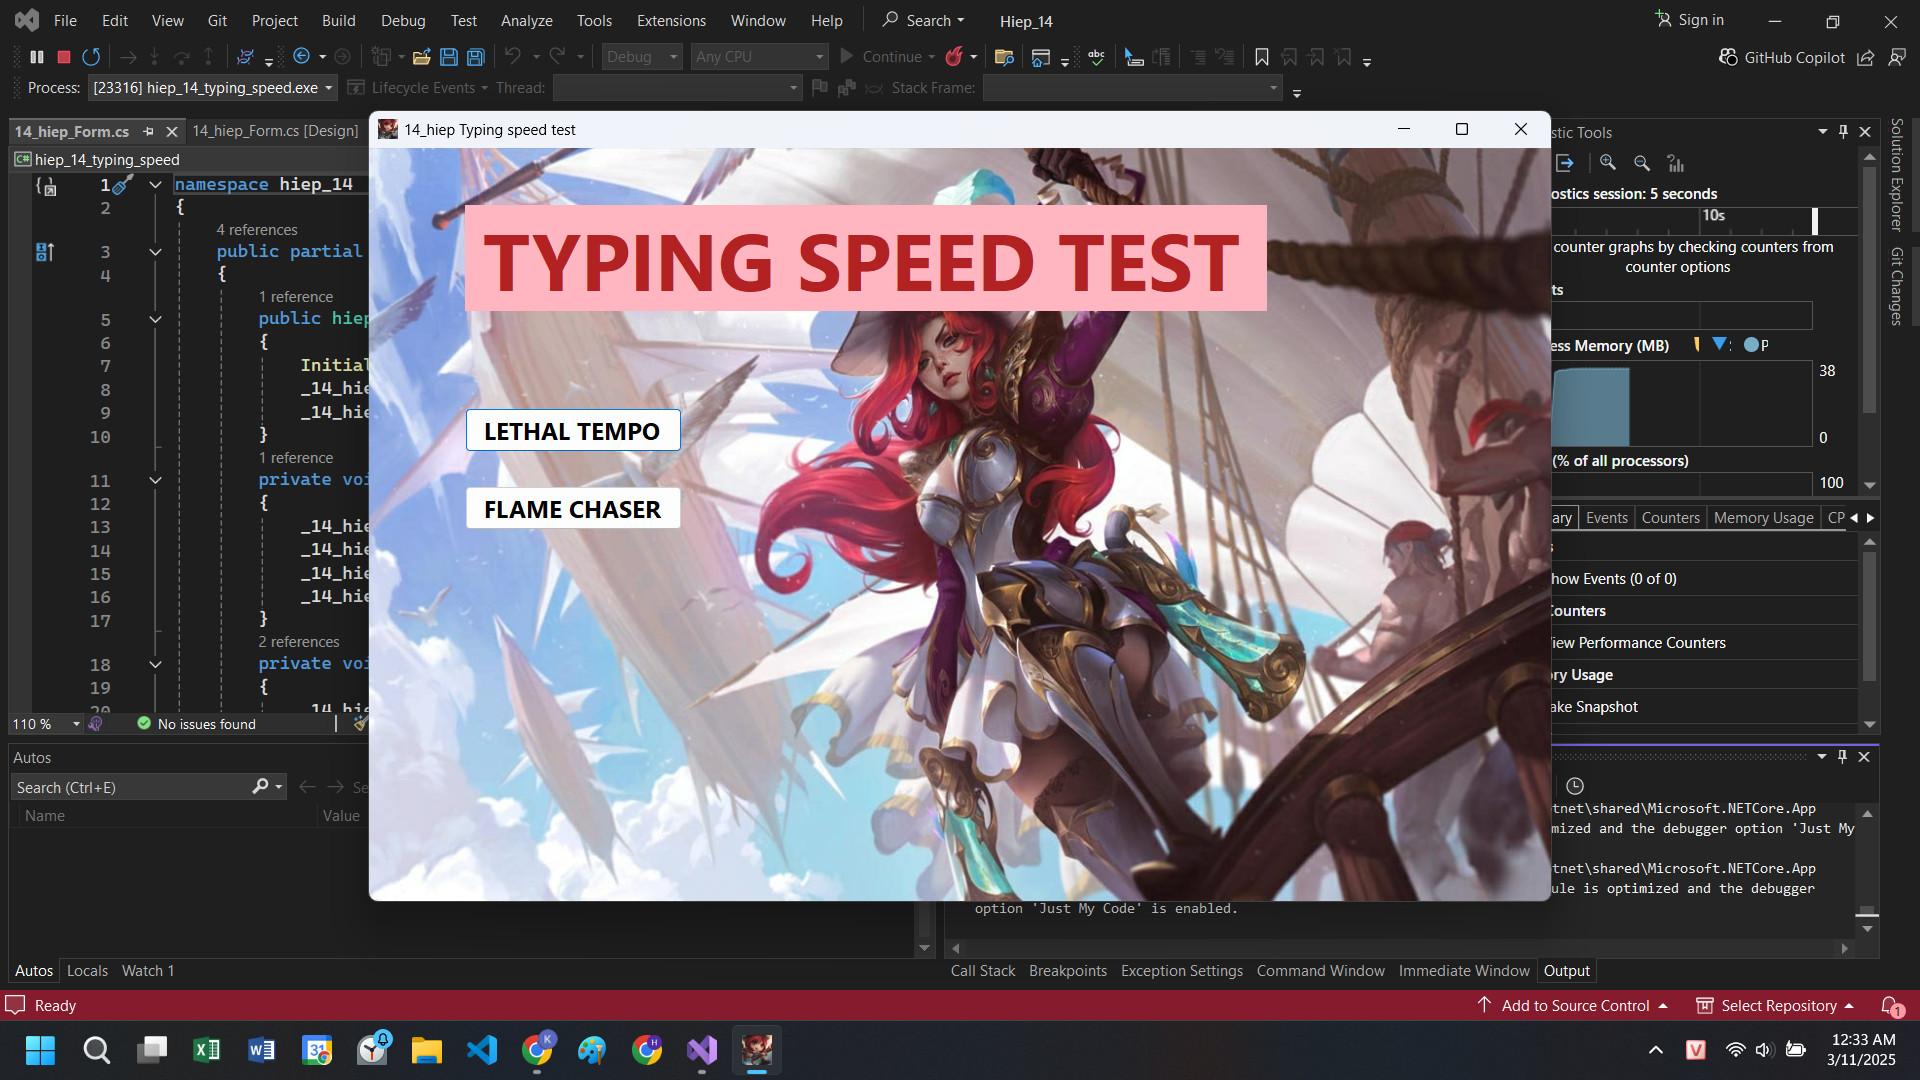 File Edit View Git Project Build Debug Test Analyze Tools Extensions Window Help Search Hiep_14 Sign in
Debug Any CPU Continue abc GitHub Copilot
Process: [23316] hiep_14_typing_speed.exe Lifecycle Events Thread: Stack Frame:
14_hiep_Form.cs 14_hiep_Form.cs [Design]
C# hiep_14_typing_speed
1 namespace hiep_14
2 {
4 references
3 public partial
4 {
1 reference
5 public hiep
6 {
7 Initial
8 _14_hie
9 _14_hie
10 }
1 reference
11 private voi
12 {
13 _14_hie
14 _14_hie
15 _14_hie
16 _14_hie
17 }
2 references
18 private voi
19 {
20 _14_hie
110 % No issues found
14_hiep Typing speed test
TYPING SPEED TEST
LETHAL TEMPO
FLAME CHASER
stic Tools
ostics session: 5 seconds
10s
counter graphs by checking counters from
counter options
ts
ess Memory (MB) P
38
0
(% of all processors)
100
ary Events Counters Memory Usage CP
s
how Events (0 of 0)
Counters
iew Performance Counters
ory Usage
ake Snapshot
Solution Explorer
Git Changes
Autos
Search (Ctrl+E) Se
Name Value
Autos Locals Watch 1
tnet\shared\Microsoft.NETCore.App
mized and the debugger option 'Just My
tnet\shared\Microsoft.NETCore.App
ule is optimized and the debugger
option 'Just My Code' is enabled.
Call Stack Breakpoints Exception Settings Command Window Immediate Window Output
Ready Add to Source Control Select Repository 1
31 K H V
12:33 AM
3/11/2025